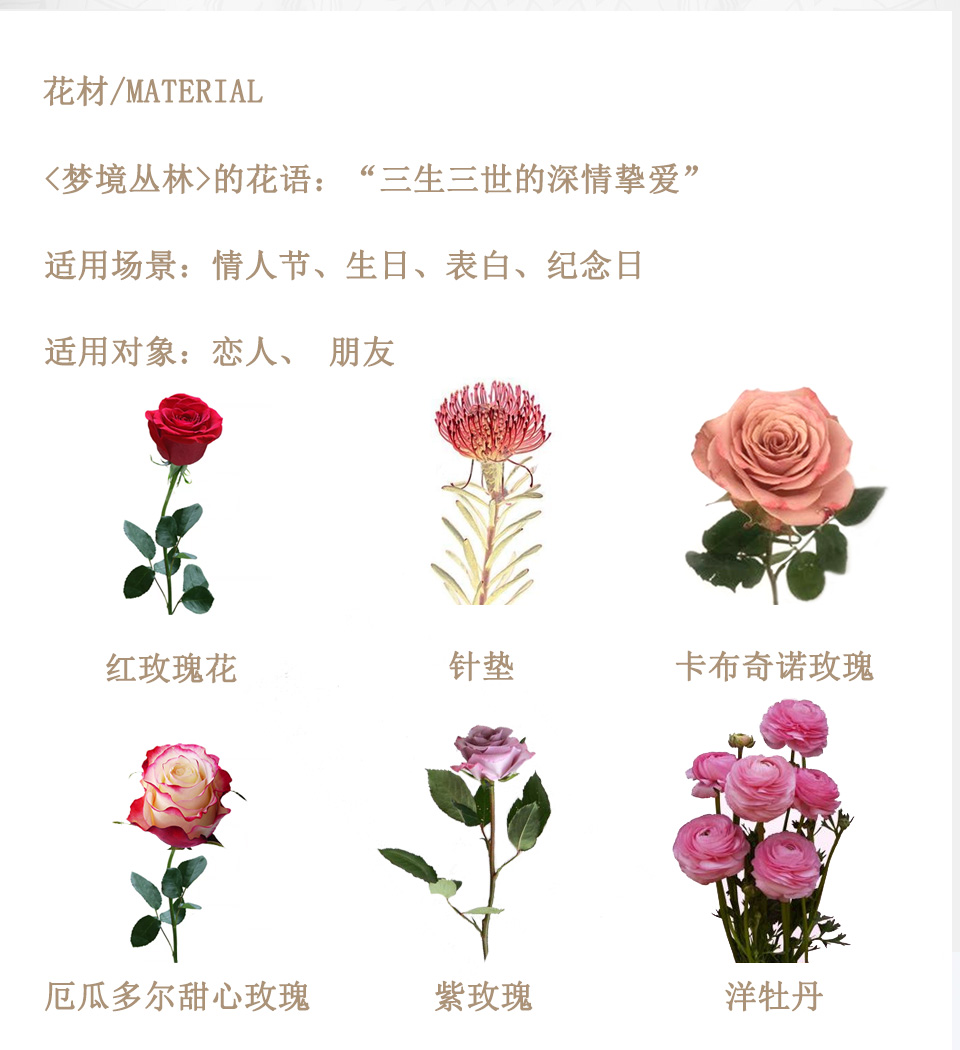 花材/MATERIAL
<梦境丛林>的花语：“三生三世的深情挚爱”
适用场景：情人节、生日、表白、纪念日
适用对象：恋人、 朋友
红玫瑰花
针垫
卡布奇诺玫瑰
厄瓜多尔甜心玫瑰
紫玫瑰
洋牡丹